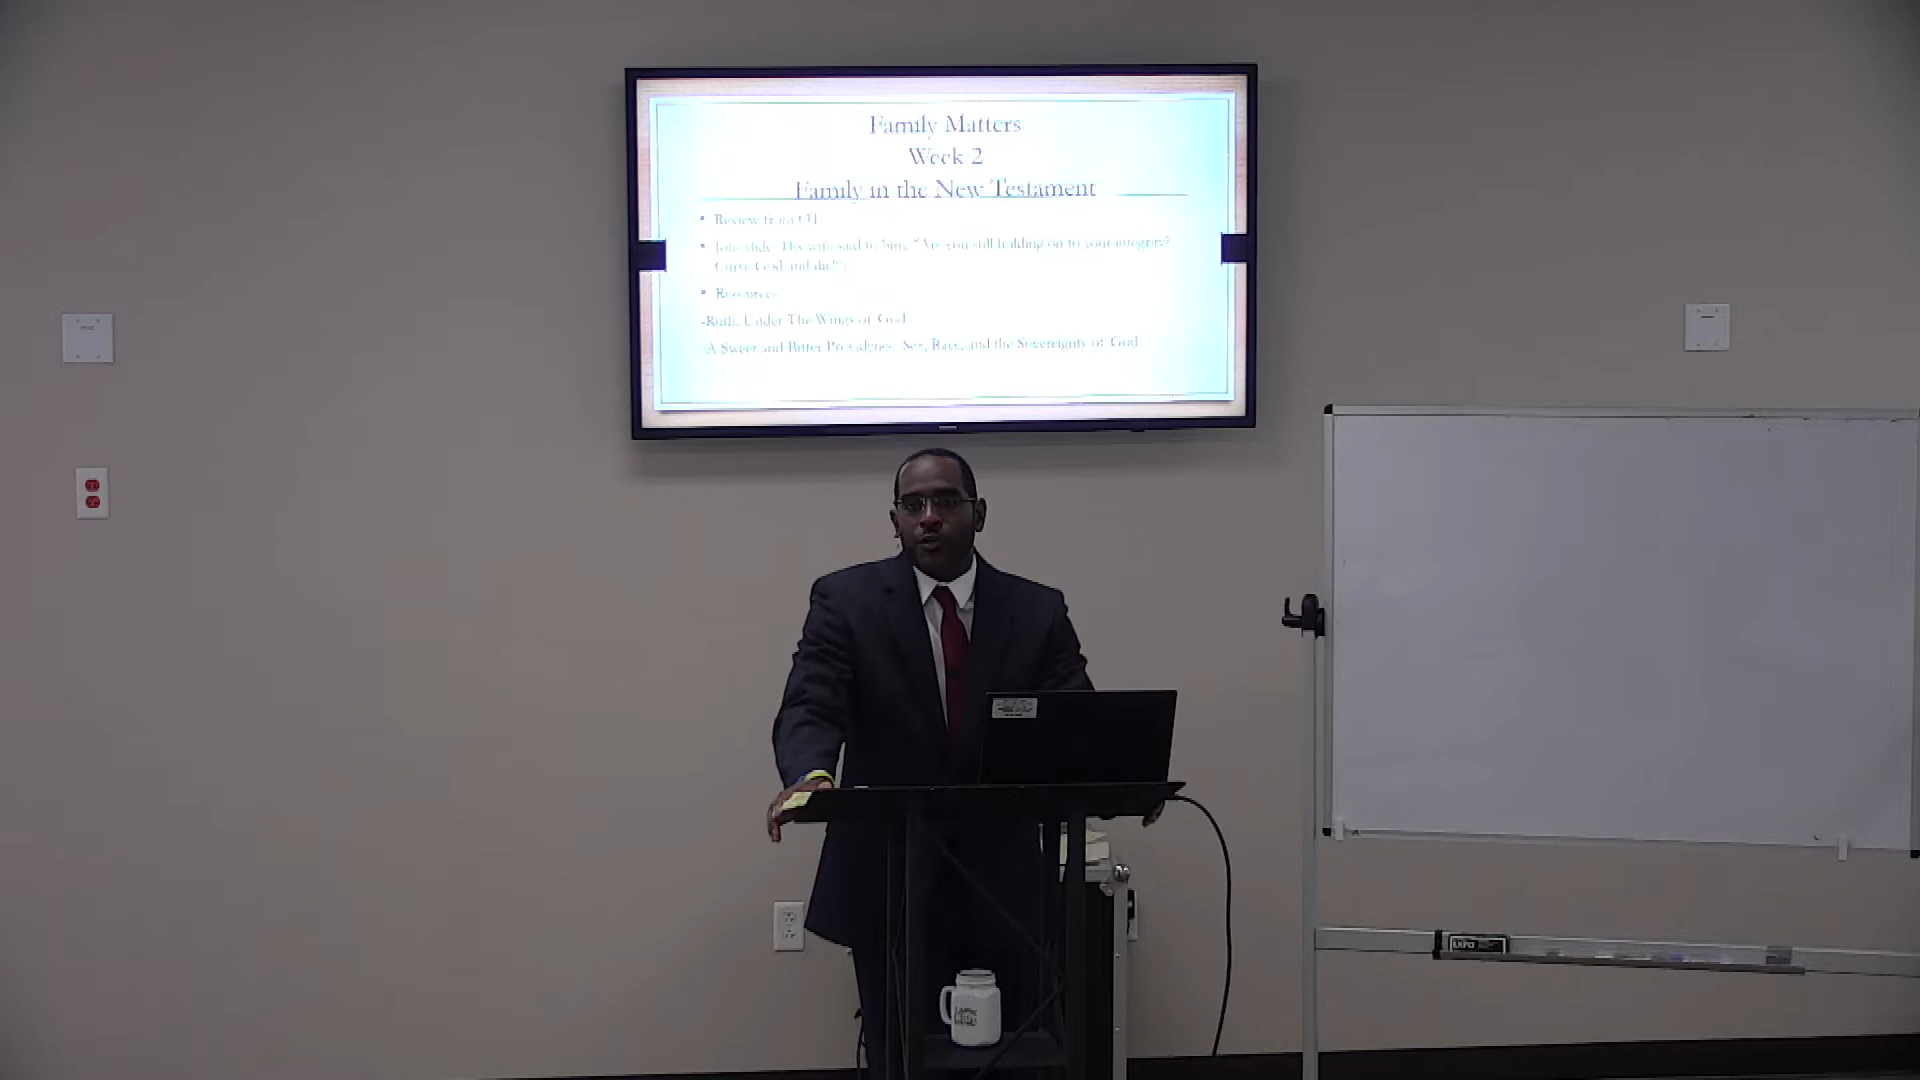 Family Matters
Week 2
Family in the New Testament
Review from OT
Job slide: His wife said to him, "Are you still holding on to your integrity?
Curse God and die!"
Resources
-Ruth: Under The Wings of God
A Sweet and Bitter Providence: Sex, Race, and the Sovereignty of God
EXPO